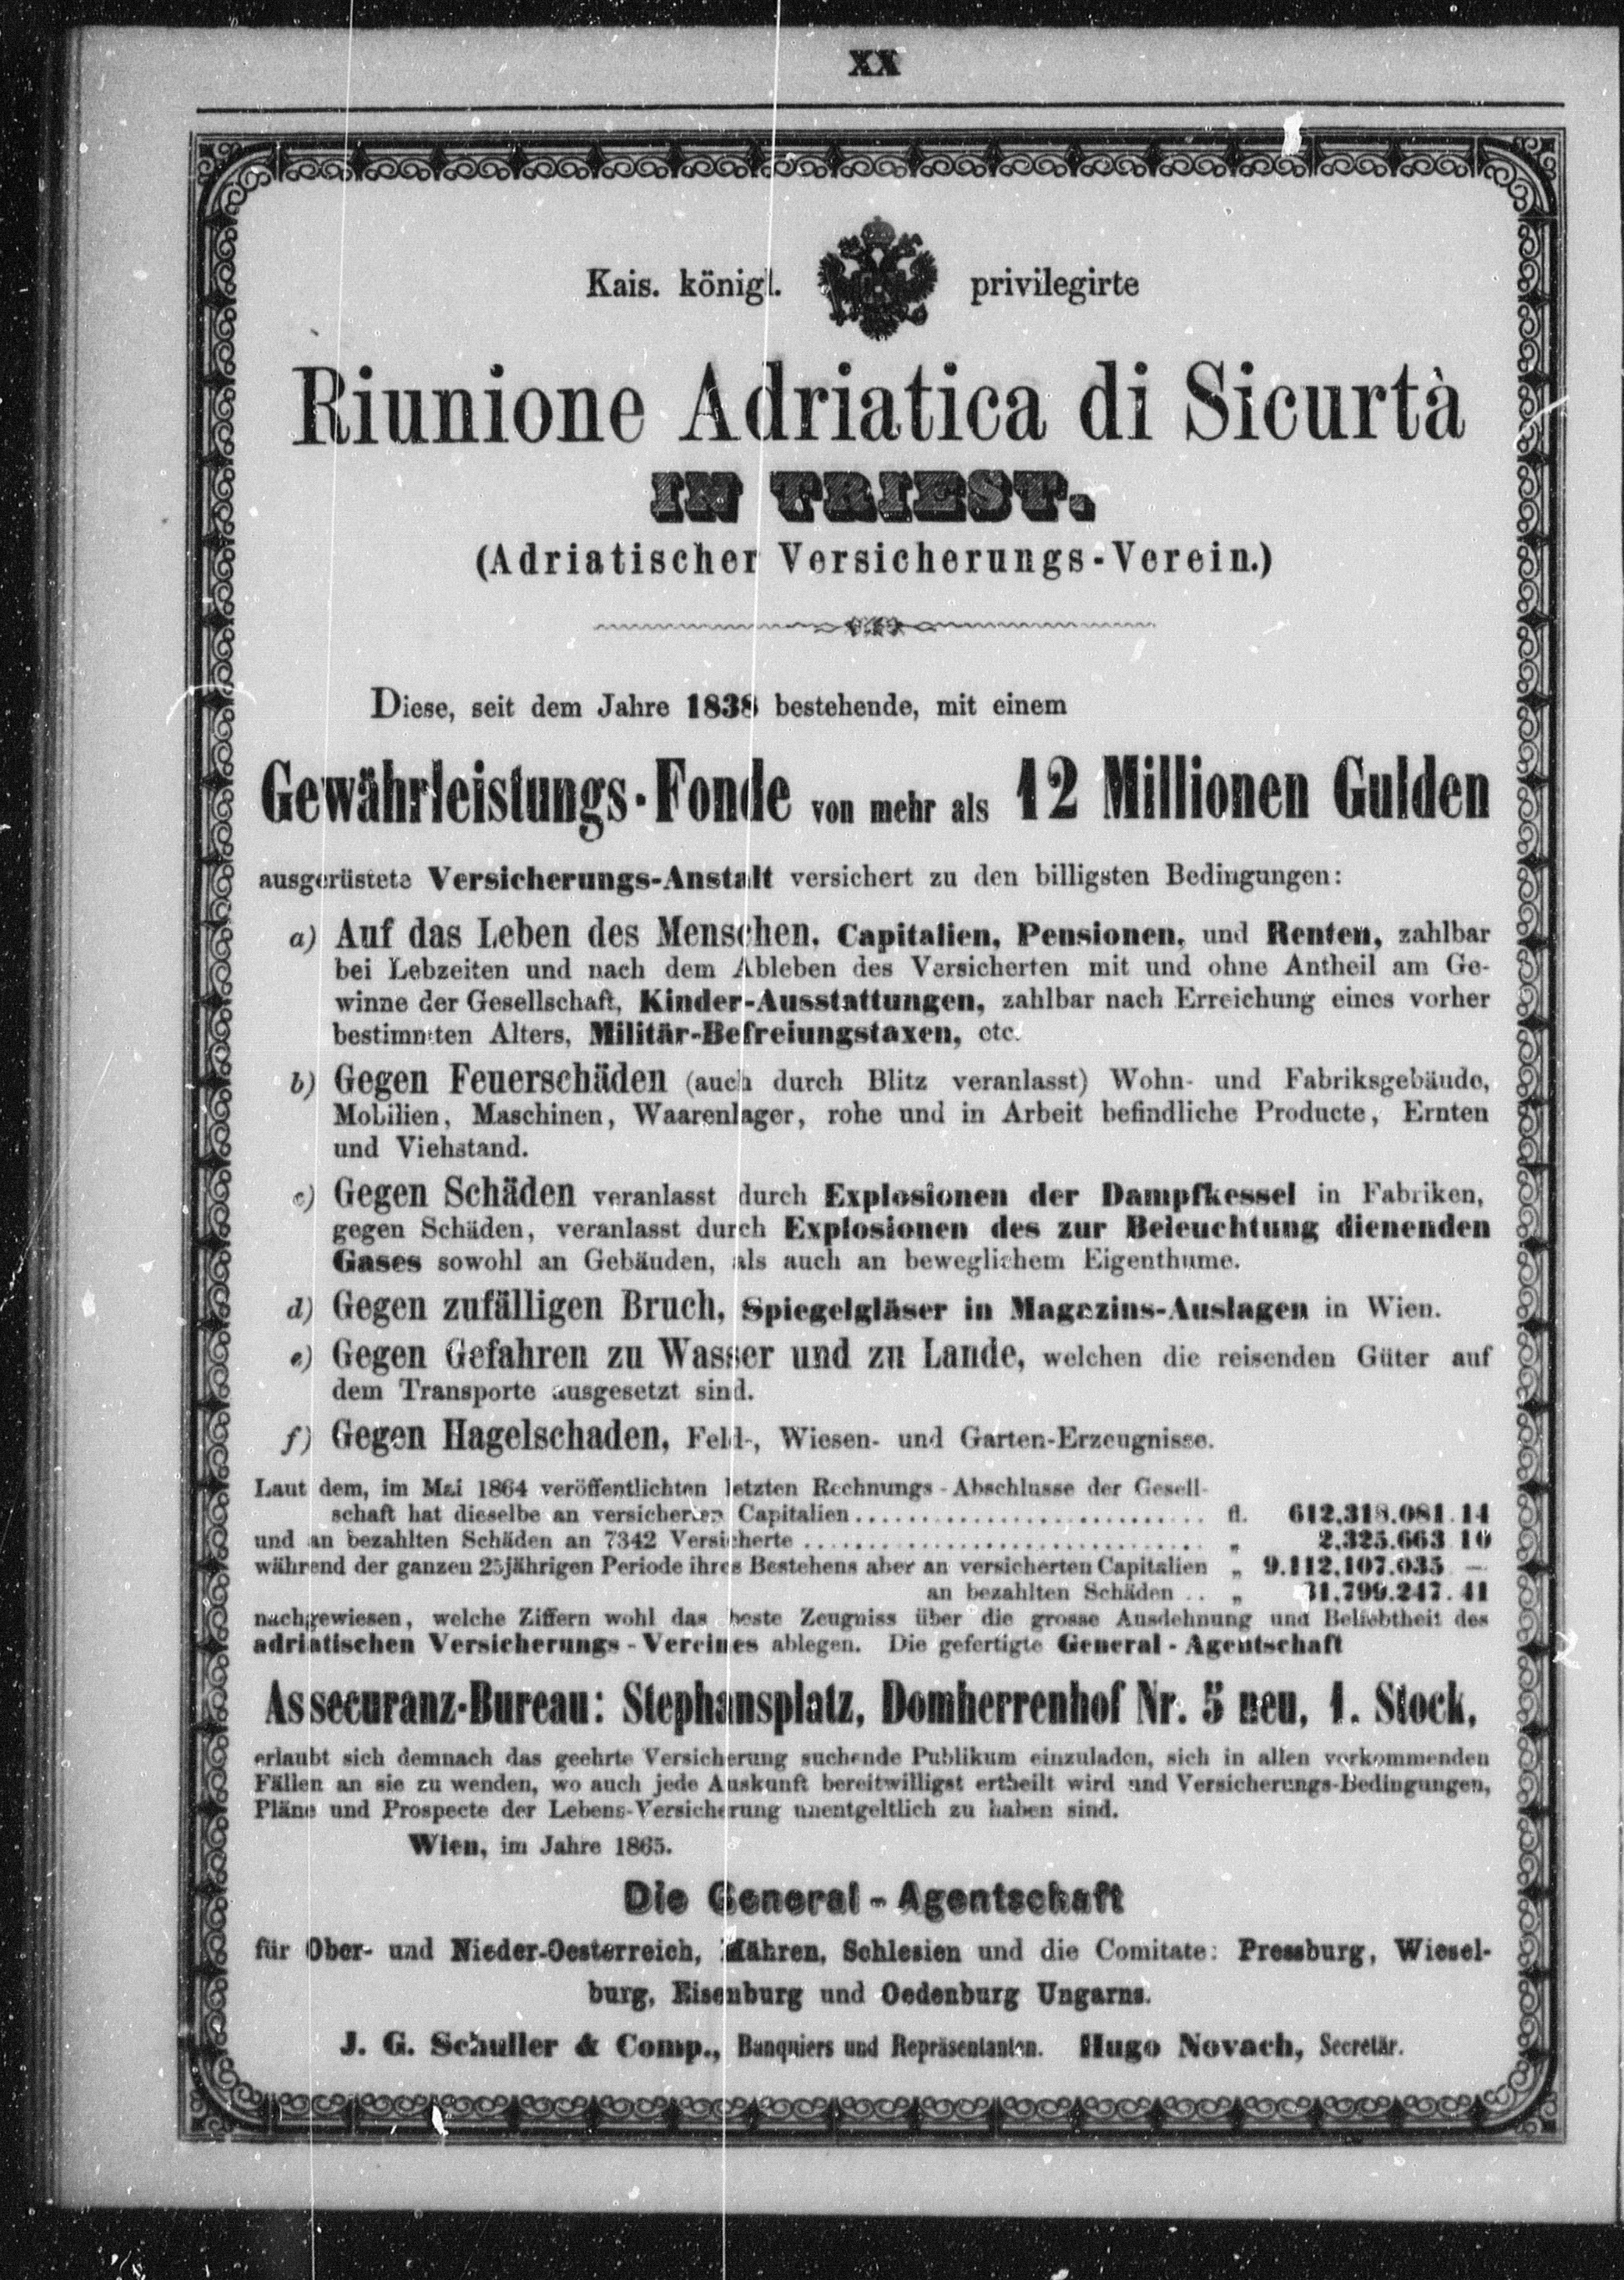 XX
Kais. königl. privilegirte
Riunione Adriatica di Sicurtà
IN TRIEST.
(Adriatischer Versicherungs-Verein.)
Diese, seit dem Jahre 1838 bestehende, mit einem
Gewährleistungs-Fonde von mehr als 12 Millionen Gulden
ausgerüstete Versicherungs-Anstalt versichert zu den billigsten Bedingungen:
a) Auf das Leben des Menschen, Capitalien, Pensionen, und Renten, zahlbar
bei Lebzeiten und nach dem Ableben des Versicherten mit und ohne Antheil am Ge-
winne der Gesellschaft, Kinder-Ausstattungen, zahlbar nach Erreichung eines vorher
bestimmten Alters, Militär-Befreiungstaxen, etc.
b) Gegen Feuerschäden (auch durch Blitz veranlasst) Wohn- und Fabriksgebäude,
Mobilien, Maschinen, Waarenlager, rohe und in Arbeit befindliche Producte, Ernten
und Viehstand.
c) Gegen Schäden veranlasst durch Explosionen der Dampfkessel in Fabriken,
gegen Schäden, veranlasst durch Explosionen des zur Beleuchtung dienenden
Gases sowohl an Gebäuden, als auch an beweglichem Eigenthume.
d) Gegen zufälligen Bruch, Spiegelgläser in Magazins-Auslagen in Wien.
e) Gegen Gefahren zu Wasser und zu Lande, welchen die reisenden Güter auf
dem Transporte ausgesetzt sind.
f) Gegen Hagelschaden, Feld-, Wiesen- und Garten-Erzeugnisse.
Laut dem, im Mai 1864 veröffentlichten letzten Rechnungs-Abschlusse der Gesell-
schaft hat dieselbe an versicherten Capitalien ............................ fl. 612,318.081.14
und an bezahlten Schäden an 7342 Versicherte ................................ „ 2,325.663 10
während der ganzen 25jährigen Periode ihres Bestehens aber an versicherten Capitalien „ 9.112,107.035 —
an bezahlten Schäden .. „ 31,799.247.41
nachgewiesen, welche Ziffern wohl das beste Zeugniss über die grosse Ausdehnung und Beliebtheit des
adriatischen Versicherungs-Vereines ablegen. Die gefertigte General-Agentschaft
Assecuranz-Bureau: Stephansplatz, Domherrenhof Nr. 5 neu, 1. Stock,
erlaubt sich demnach das geehrte Versicherung suchende Publikum einzuladen, sich in allen vorkommenden
Fällen an sie zu wenden, wo auch jede Auskunft bereitwilligst ertheilt wird und Versicherungs-Bedingungen,
Pläne und Prospecte der Lebens-Versicherung unentgeltlich zu haben sind.
Wien, im Jahre 1865.
Die General-Agentschaft
für Ober- und Nieder-Oesterreich, Mähren, Schlesien und die Comitate: Pressburg, Wiesel-
burg, Eisenburg und Oedenburg Ungarns.
J. G. Schuller & Comp., Banquiers und Repräsentanten. Hugo Novach, Secretär.